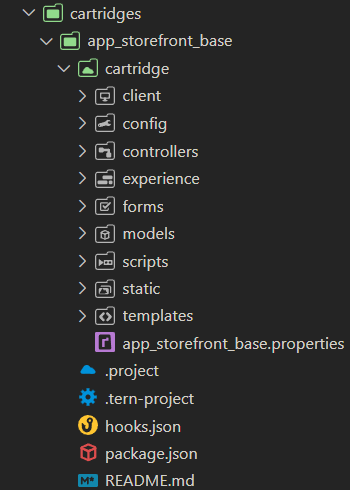 cartridges
app_storefront_base
cartridge
client
config
controllers
experience
forms
models
scripts
static
templates
app_storefront_base.properties
.project
.tern-project
hooks.json
package.json
README.md